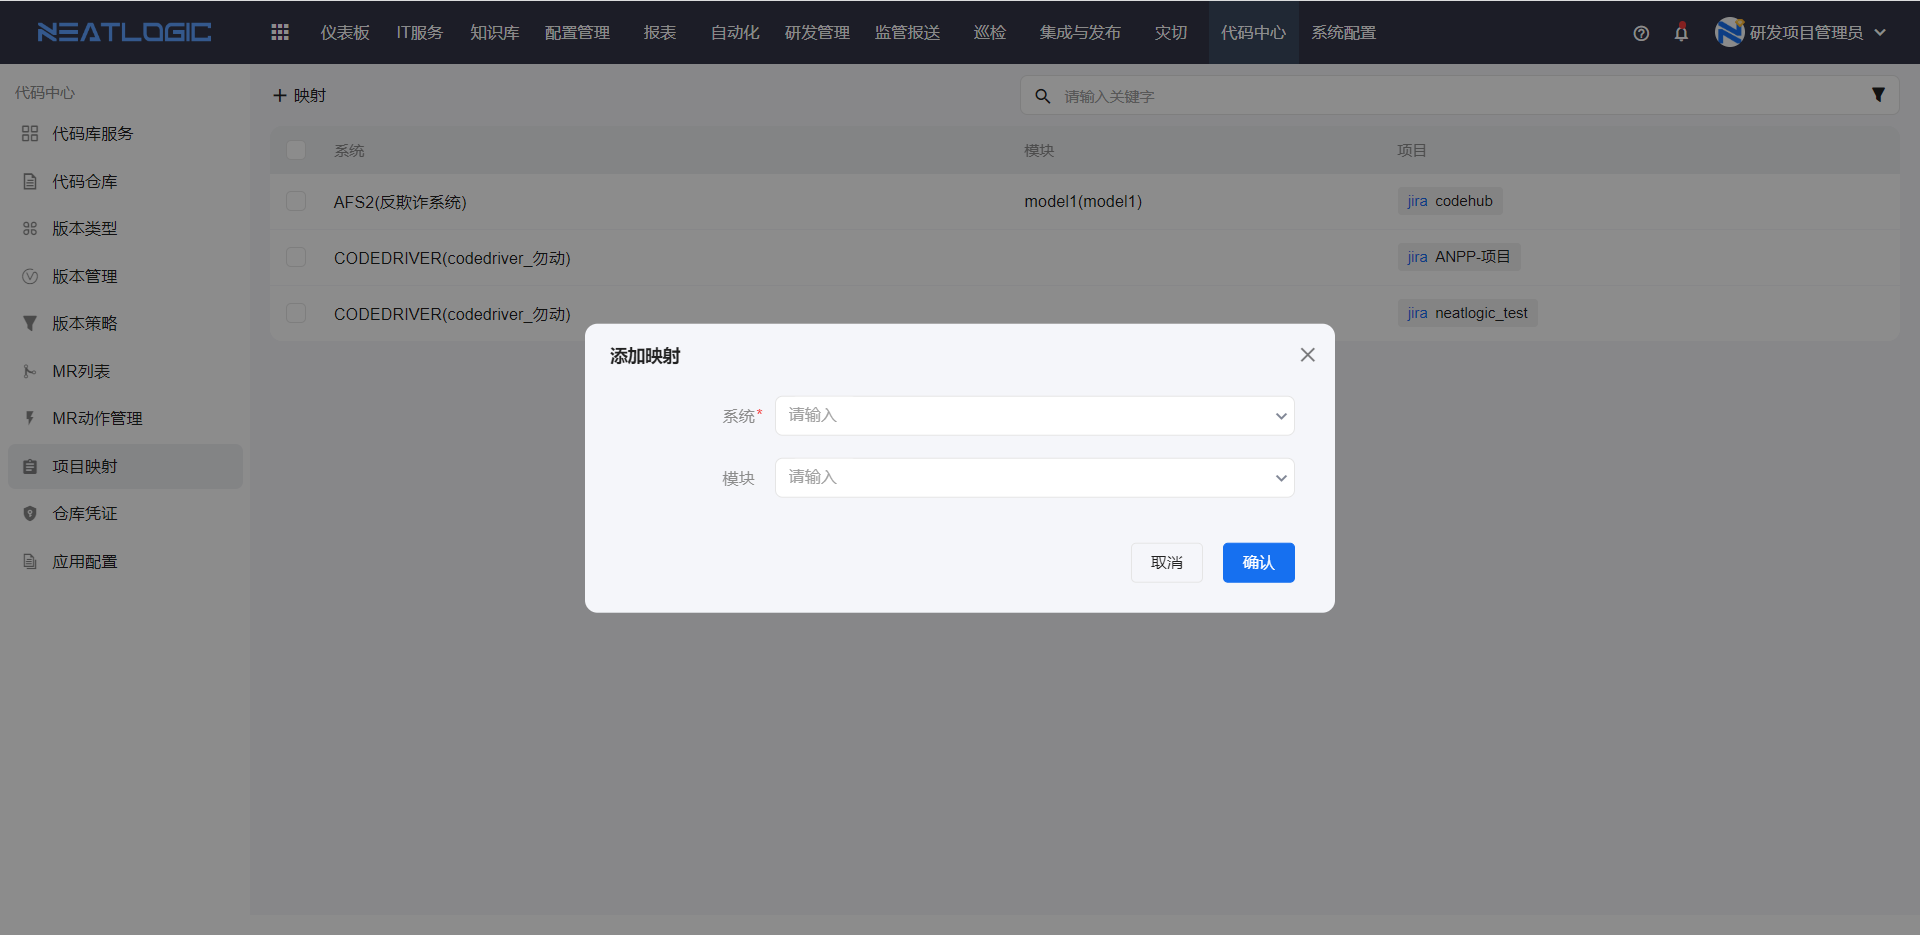 NEATLOGIC 仪表板 IT服务 知识库 配置管理 报表 自动化 研发管理 监管报送 巡检 集成与发布 灾切 代码中心 系统配置 研发项目管理员
代码中心
代码库服务
代码仓库
版本类型
版本管理
版本策略
MR列表
MR动作管理
项目映射
仓库凭证
应用配置
映射 请输入关键字
系统 模块 项目
AFS2(反欺诈系统) model1(model1) jira codehub
CODEDRIVER(codedriver_勿动) jira ANPP-项目
CODEDRIVER(codedriver_勿动) jira neatlogic_test
添加映射
系统* 请输入
模块 请输入
取消 确认